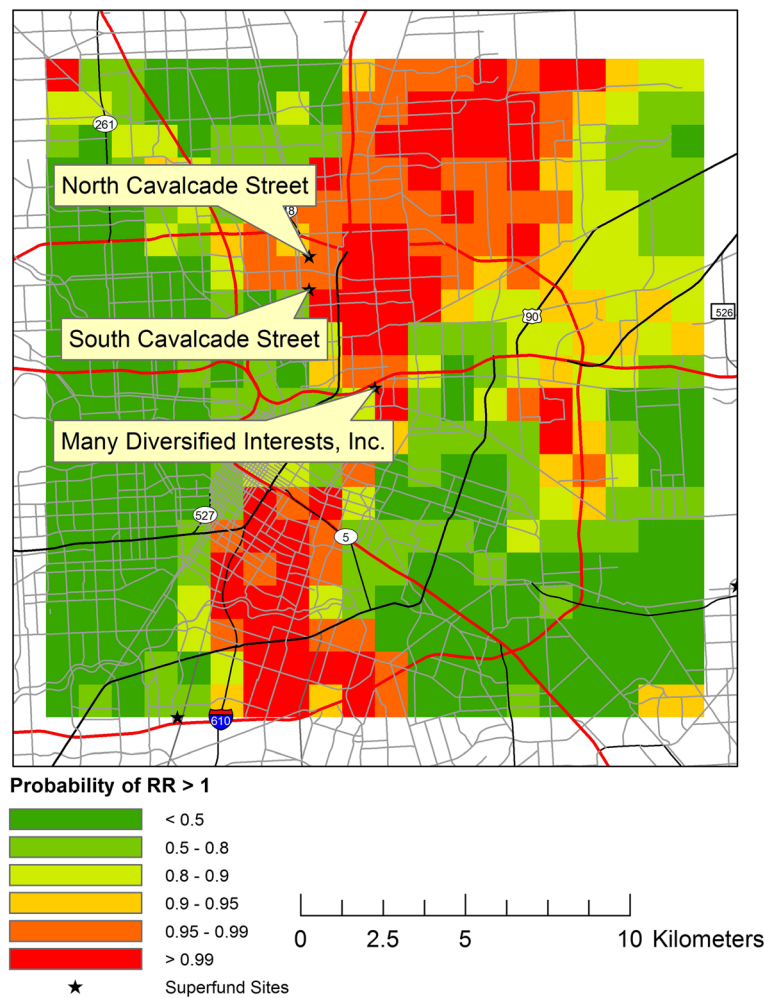 261
North Cavalcade Street
8
526
90
South Cavalcade Street
Many Diversified Interests, Inc.
527
5
610
Probability of RR > 1
< 0.5
0.5 - 0.8
0.8 - 0.9
0.9 - 0.95
0.95 - 0.99
> 0.99
Superfund Sites
0 2.5 5 10 Kilometers